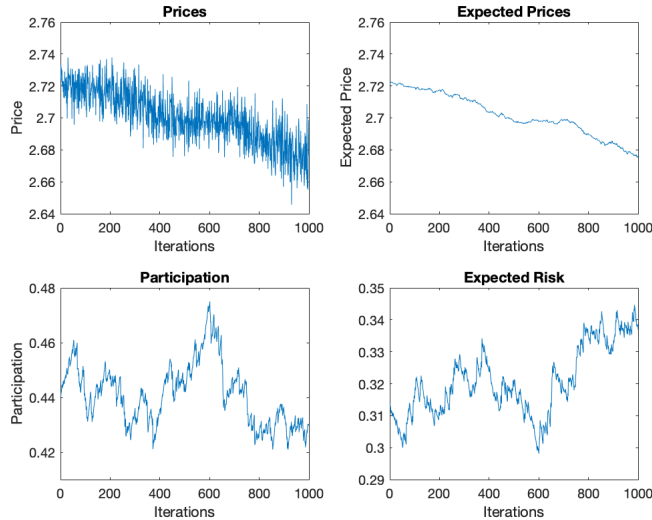 Prices
2.76
2.74
2.72
2.7
2.68
2.66
2.64
Price
0 200 400 600 800 1000
Iterations
Expected Prices
2.76
2.74
2.72
2.7
2.68
2.66
2.64
Expected Price
0 200 400 600 800 1000
Iterations
Participation
0.48
0.46
0.44
0.42
Participation
0 200 400 600 800 1000
Iterations
Expected Risk
0.35
0.34
0.33
0.32
0.31
0.3
0.29
Expected Risk
0 200 400 600 800 1000
Iterations